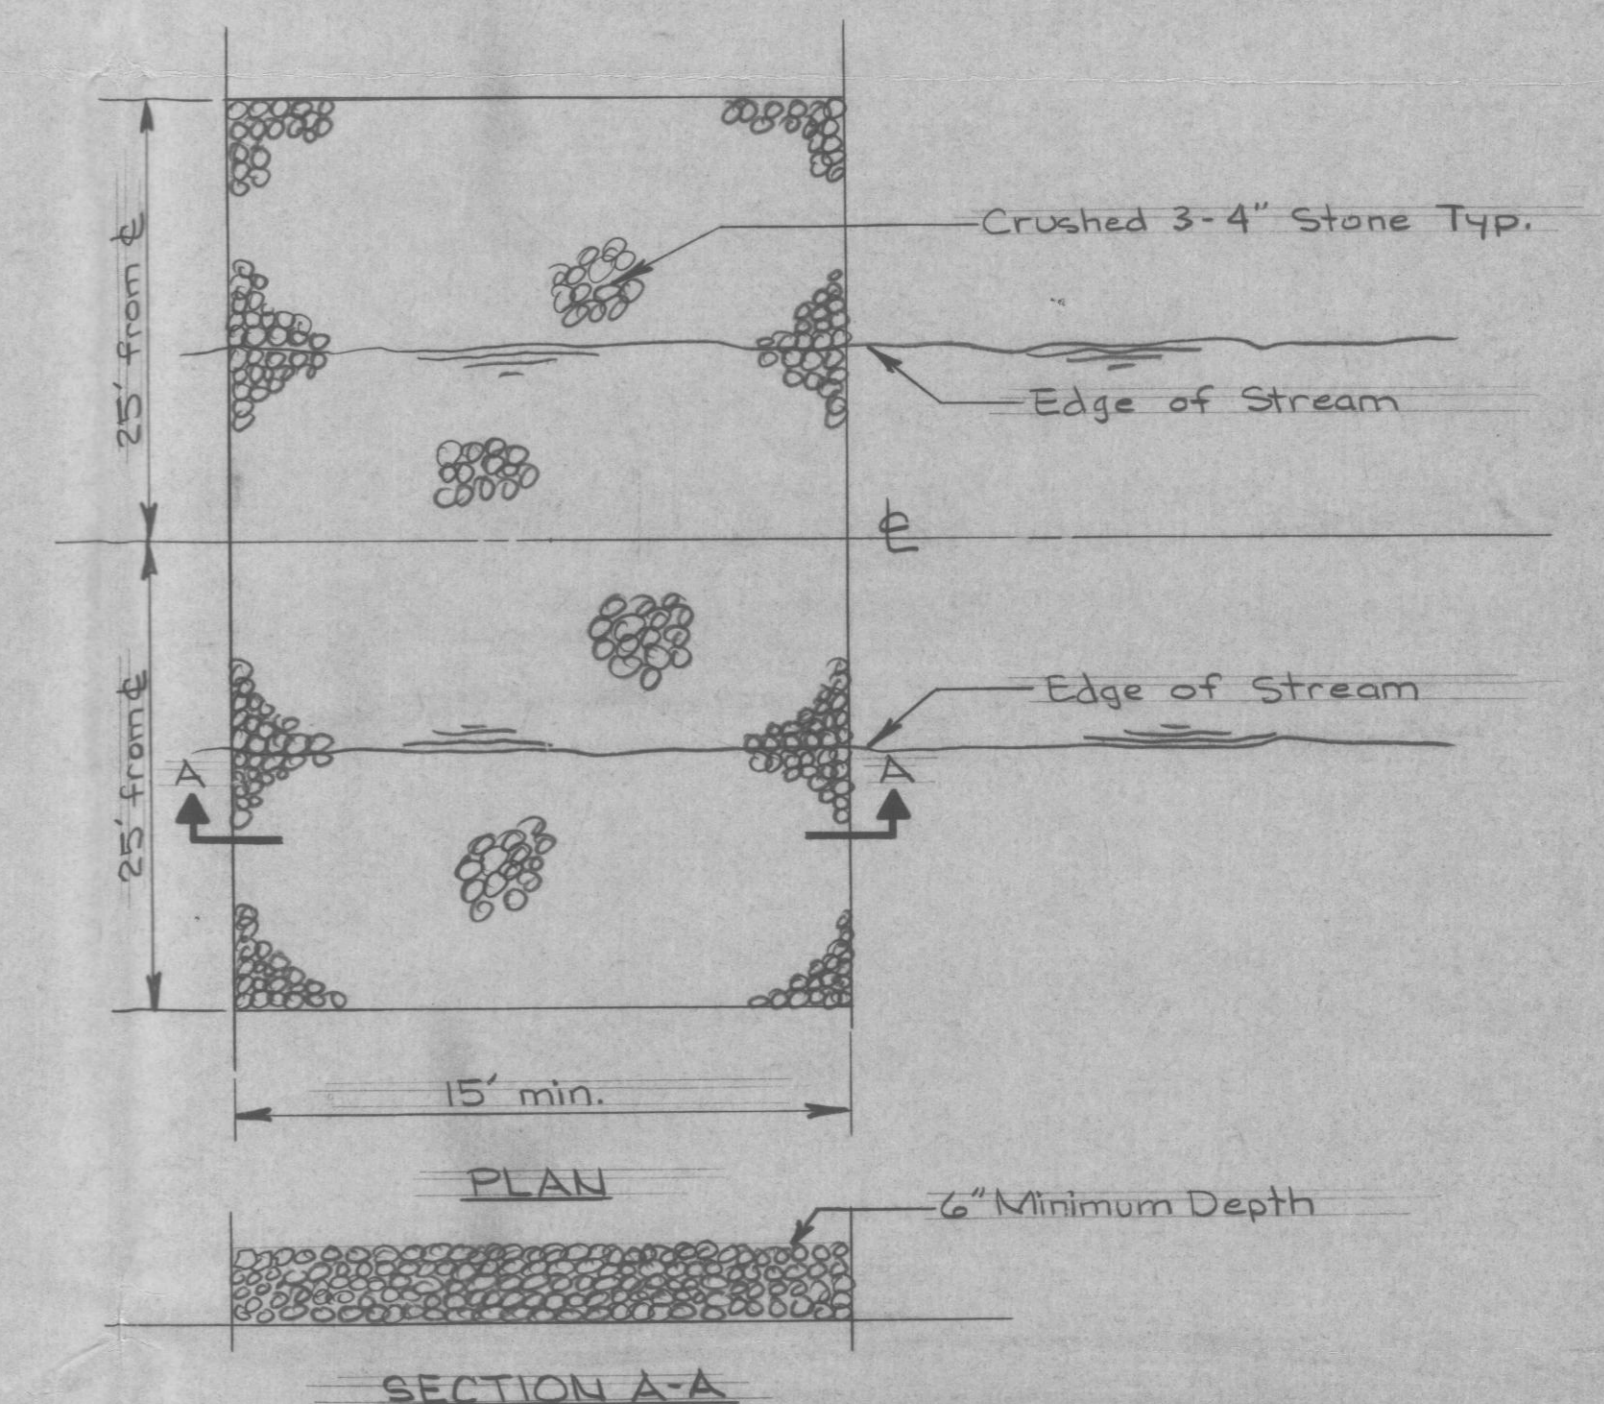 25' from ℄
Crushed 3-4" Stone Typ.
Edge of Stream
℄
25' from ℄
Edge of Stream
A
A
15' min.
PLAN
6" Minimum Depth
SECTION A-A